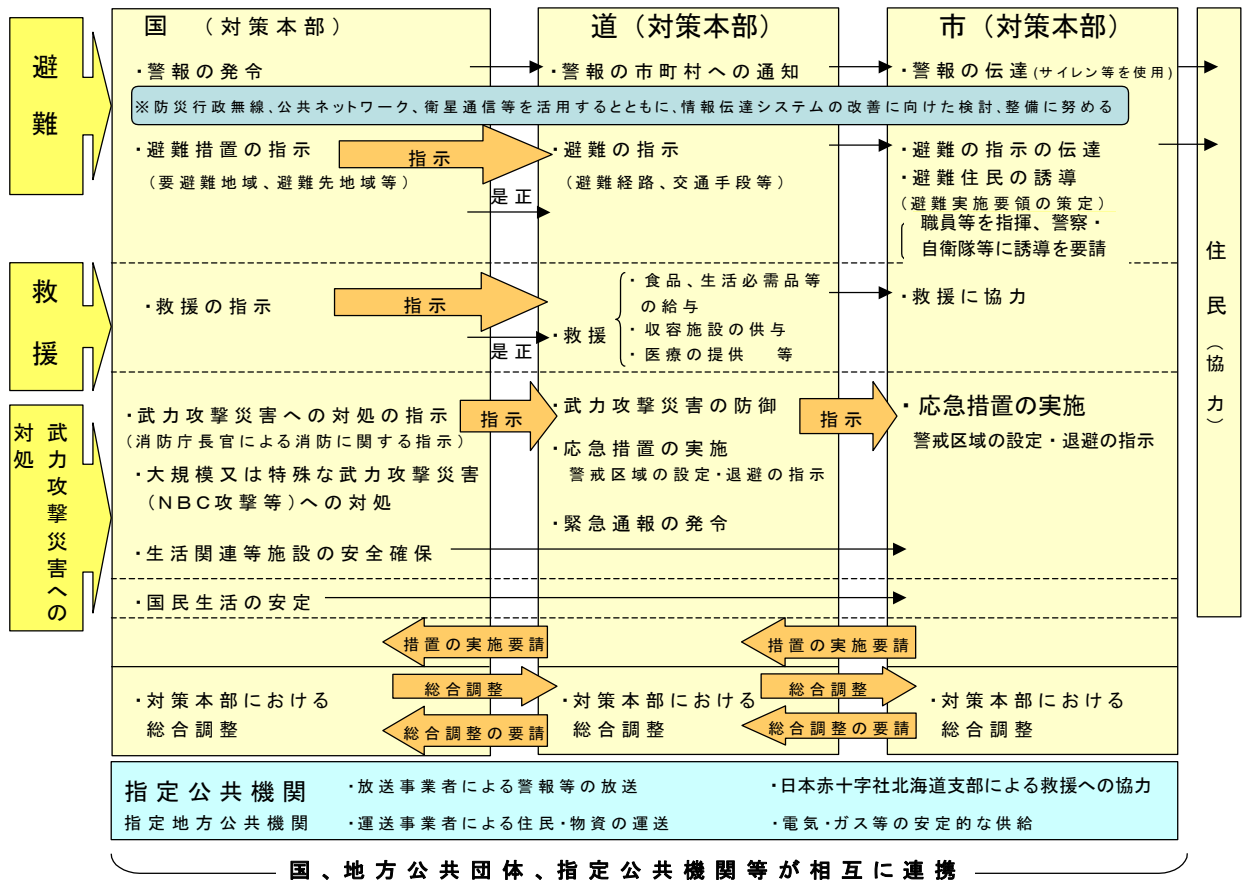 避難
国（対策本部）
道（対策本部）
市（対策本部）
・警報の発令
・警報の市町村への通知
・警報の伝達(サイレン等を使用)
※防災行政無線、公共ネットワーク、衛星通信等を活用するとともに、情報伝達システムの改善に向けた検討、整備に努める
・避難措置の指示
（要避難地域、避難先地域等）
指示
是正
・避難の指示
（避難経路、交通手段等）
・避難の指示の伝達
・避難住民の誘導
（避難実施要領の策定）
職員等を指揮、警察・
自衛隊等に誘導を要請
救援
・救援の指示
指示
是正
・救援
・食品、生活必需品等
の給与
・収容施設の供与
・医療の提供　等
・救援に協力
武力攻撃災害への
対処
・武力攻撃災害への対処の指示
（消防庁長官による消防に関する指示）
・大規模又は特殊な武力攻撃災害
（ＮＢＣ攻撃等）への対処
・生活関連等施設の安全確保
・国民生活の安定
指示
・武力攻撃災害の防御
・応急措置の実施
警戒区域の設定・退避の指示
・緊急通報の発令
指示
・応急措置の実施
警戒区域の設定・退避の指示
措置の実施要請
措置の実施要請
・対策本部における
総合調整
総合調整
総合調整の要請
・対策本部における
総合調整
総合調整
総合調整の要請
・対策本部における
総合調整
住民（協力）
指定公共機関
指定地方公共機関
・放送事業者による警報等の放送
・運送事業者による住民・物資の運送
・日本赤十字社北海道支部による救援への協力
・電気・ガス等の安定的な供給
国、地方公共団体、指定公共機関等が相互に連携